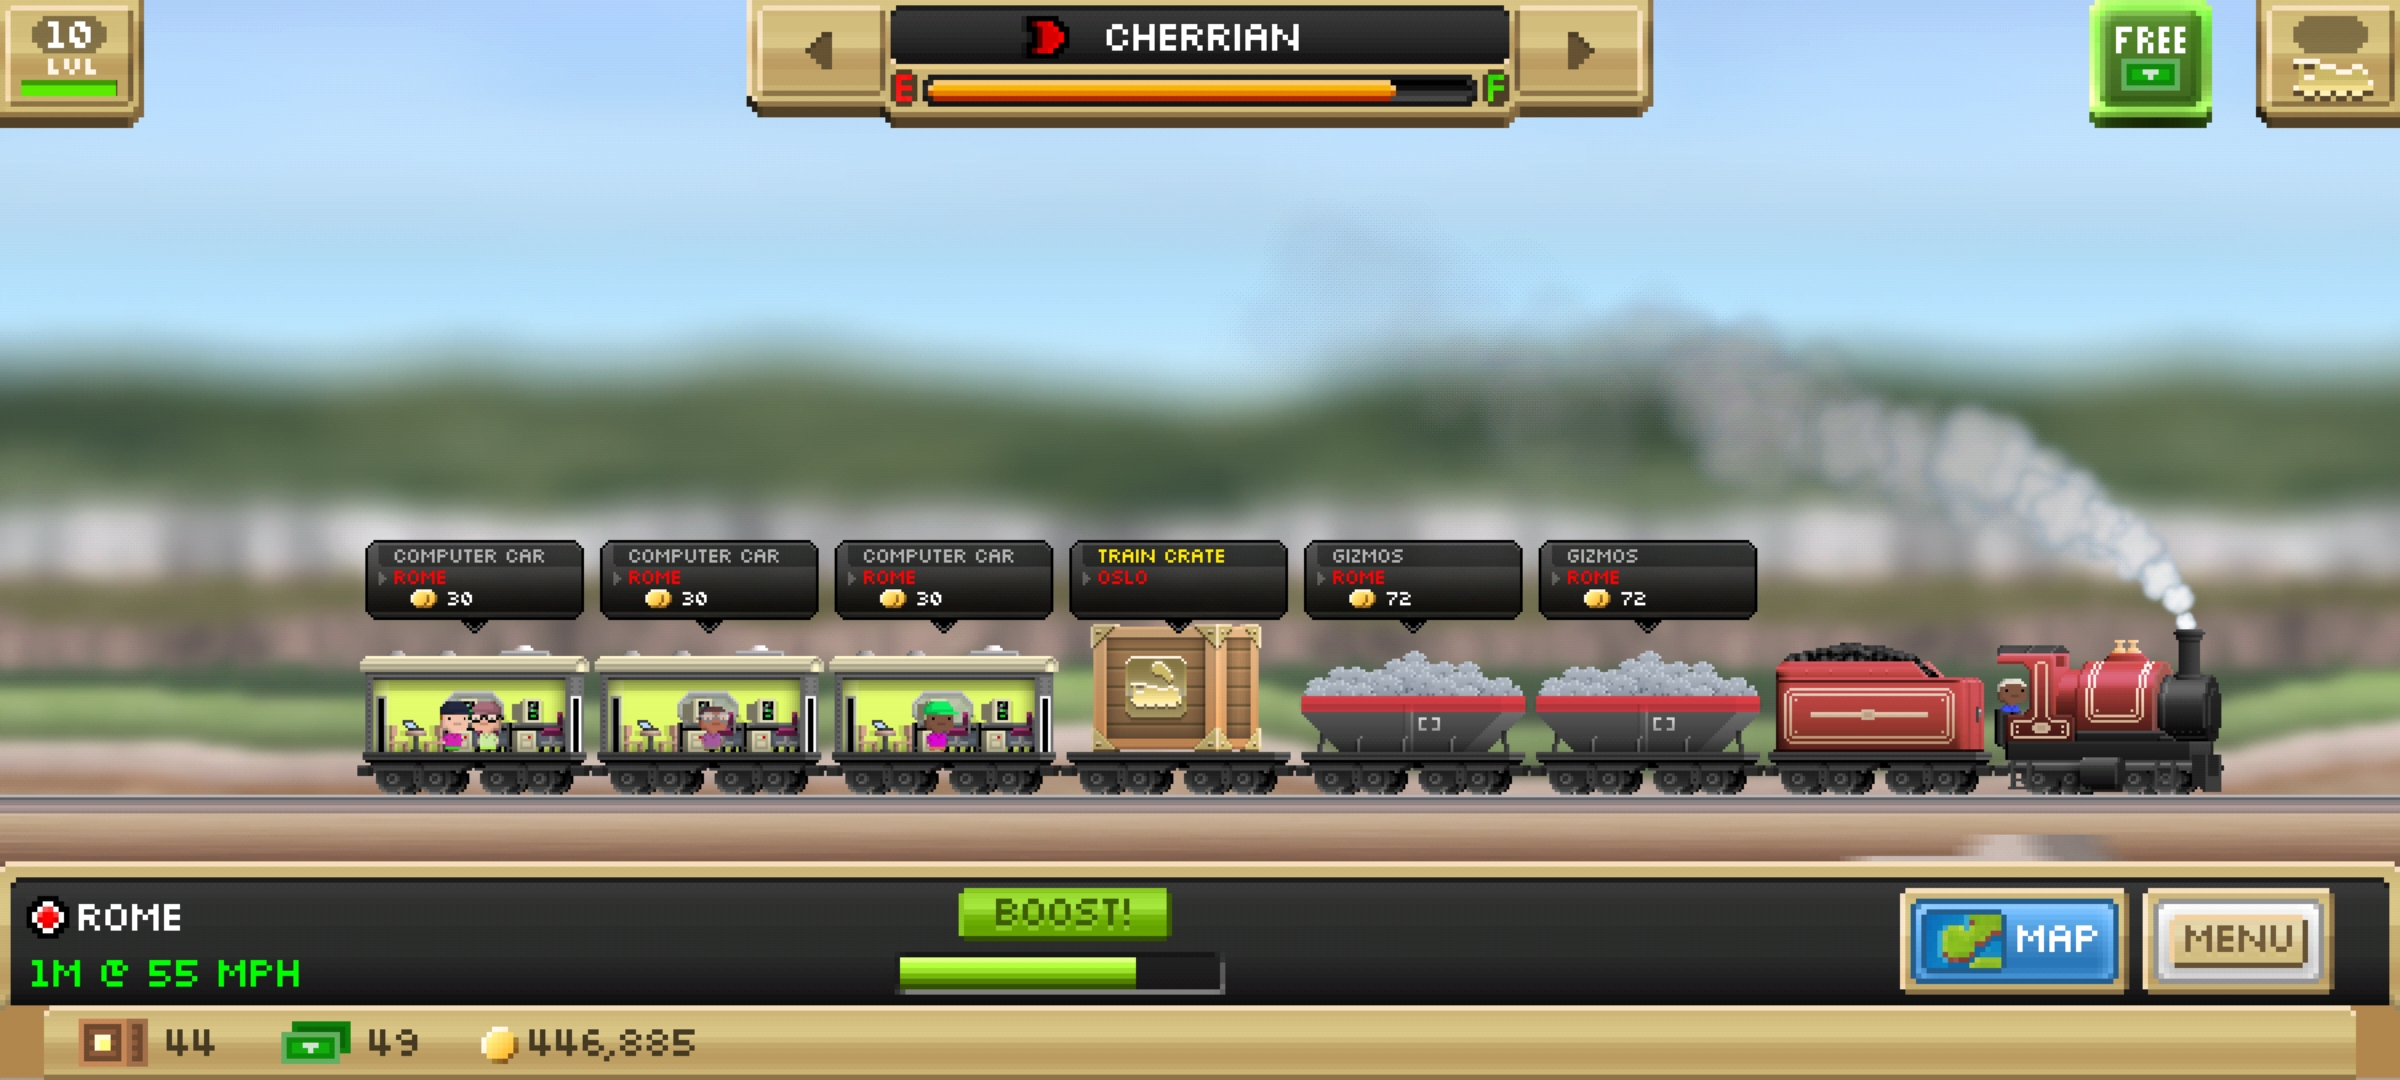 10
LVL
CHERRIAN
E
F
FREE
COMPUTER CAR
ROME
30
COMPUTER CAR
ROME
30
COMPUTER CAR
ROME
30
TRAIN CRATE
OSLO
GIZMOS
ROME
72
GIZMOS
ROME
72
ROME
1M @ 55 MPH
BOOST!
MAP
MENU
44
49
446,885